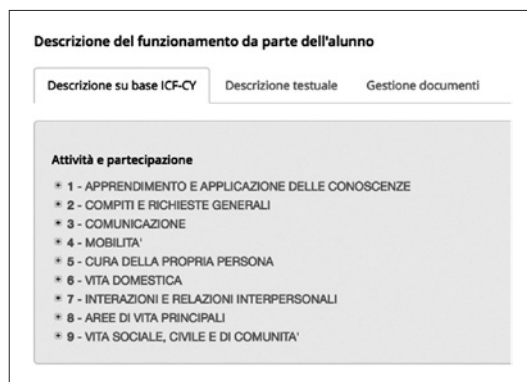 Descrizione del funzionamento da parte dell'alunno
Descrizione su base ICF-CY Descrizione testuale Gestione documenti
Attività e partecipazione
1 - APPRENDIMENTO E APPLICAZIONE DELLE CONOSCENZE
2 - COMPITI E RICHIESTE GENERALI
3 - COMUNICAZIONE
4 - MOBILITA'
5 - CURA DELLA PROPRIA PERSONA
6 - VITA DOMESTICA
7 - INTERAZIONI E RELAZIONI INTERPERSONALI
8 - AREE DI VITA PRINCIPALI
9 - VITA SOCIALE, CIVILE E DI COMUNITA'